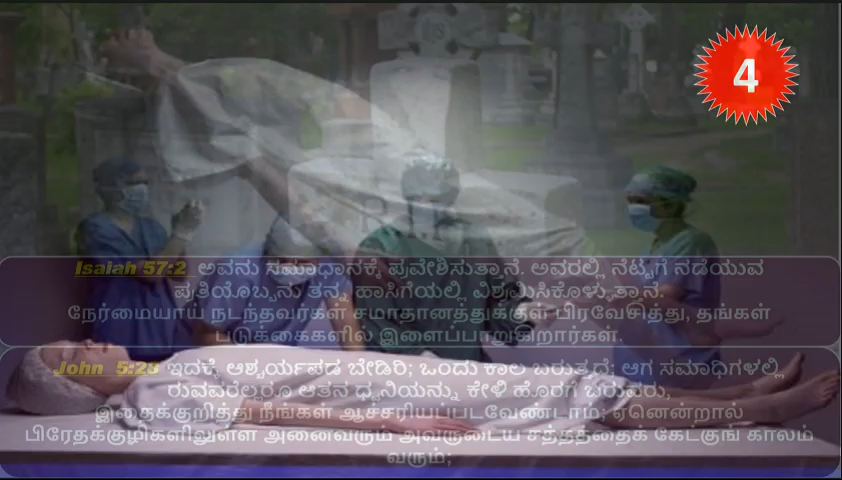 4
Isaiah 57:2 ಅವನು ಸಮಾಧಾನಕ್ಕೆ ಪ್ರವೇಶಿಸುತ್ತಾನೆ. ಅವರಲ್ಲಿ ನೆಟ್ಟಗೆ ನಡೆಯುವ
ಪ್ರತಿಯೊಬ್ಬನು ತನ್ನ ಹಾಸಿಗೆಯಲ್ಲಿ ವಿಶ್ರಮಿಸಿಕೊಳ್ಳುತ್ತಾನೆ.
நேர்மையாய் நடந்தவர்கள் சமாதானத்துக்குள் பிரவேசித்து, தங்கள்
படுக்கைகளில் இளைப்பாறுகிறார்கள்.
John 5:28 ಇದಕ್ಕೆ ಆಶ್ಚರ್ಯಪಡ ಬೇಡಿರಿ; ಒಂದು ಕಾಲ ಬರುತ್ತದೆ; ಆಗ ಸಮಾಧಿಗಳಲ್ಲಿ
ರುವವರೆಲ್ಲರೂ ಆತನ ಧ್ವನಿಯನ್ನು ಕೇಳಿ ಹೊರಗೆ ಬರುವರು,
இதைக்குறித்து நீங்கள் ஆச்சரியப்படவேண்டாம்; ஏனென்றால்
பிரேதக்குழிகளிலுள்ள அனைவரும் அவருடைய சத்தத்தைக் கேட்குங் காலம்
வரும்;